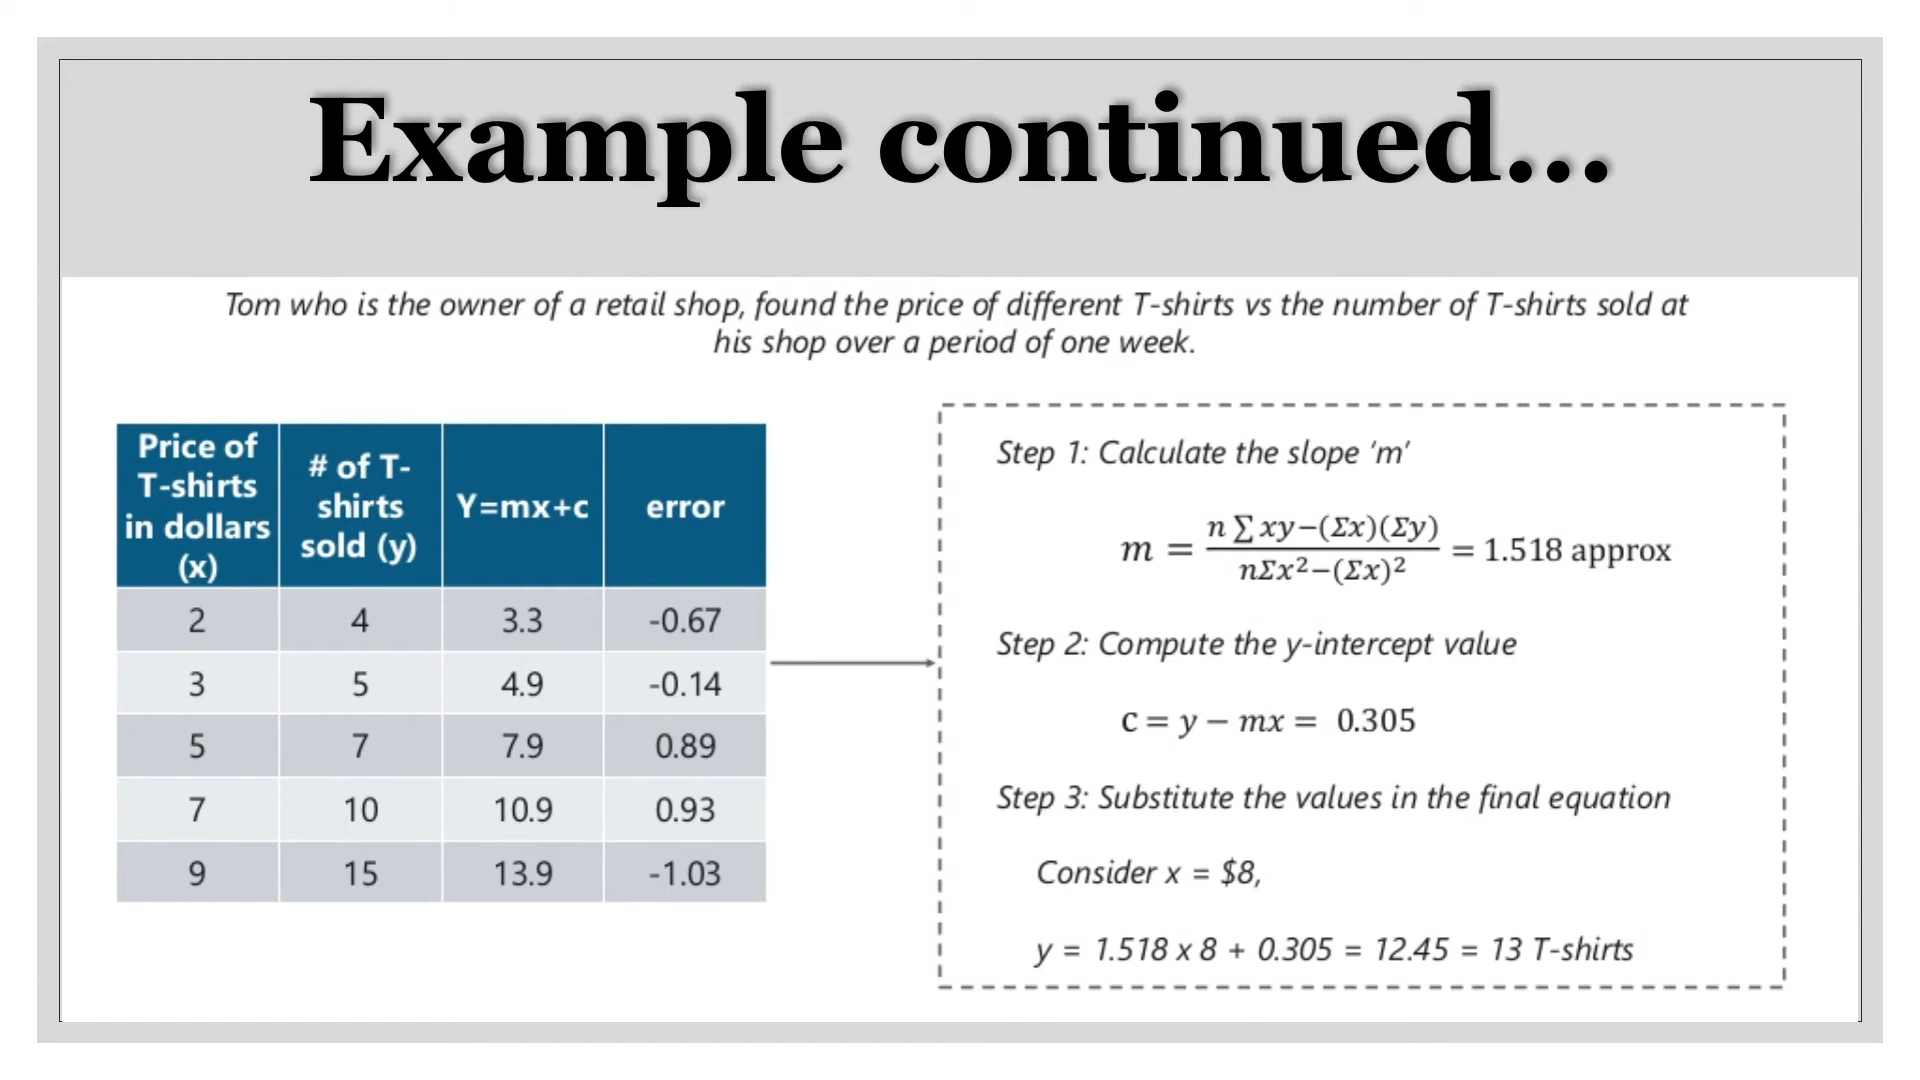 Example continued...
Tom who is the owner of a retail shop, found the price of different T-shirts vs the number of T-shirts sold at
his shop over a period of one week.
Price of
T-shirts
in dollars
(x)
# of T-
shirts
sold (y)
Y=mx+c
error
2 4 3.3 -0.67
3 5 4.9 -0.14
5 7 7.9 0.89
7 10 10.9 0.93
9 15 13.9 -1.03
Step 1: Calculate the slope ‘m’
m = (n ∑ xy−(Σx)(Σy)) / (nΣx²−(Σx)²) = 1.518 approx
Step 2: Compute the y-intercept value
c = y − mx = 0.305
Step 3: Substitute the values in the final equation
Consider x = $8,
y = 1.518 x 8 + 0.305 = 12.45 = 13 T-shirts